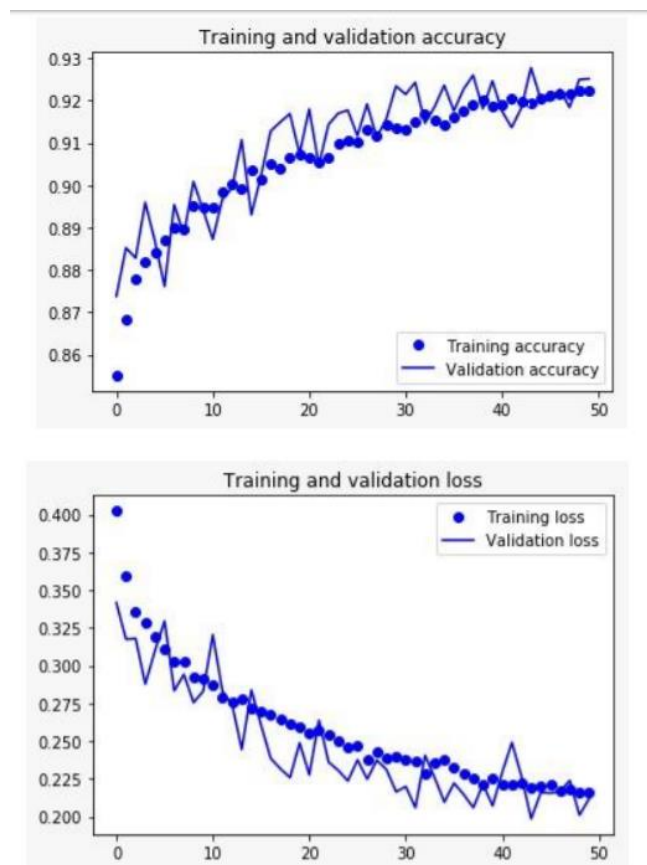 Training and validation accuracy
0.93
0.92
0.91
0.90
0.89
0.88
0.87
0.86
Training accuracy
Validation accuracy
0 10 20 30 40 50
Training and validation loss
0.400
0.375
0.350
0.325
0.300
0.275
0.250
0.225
0.200
Training loss
Validation loss
0 10 20 30 40 50